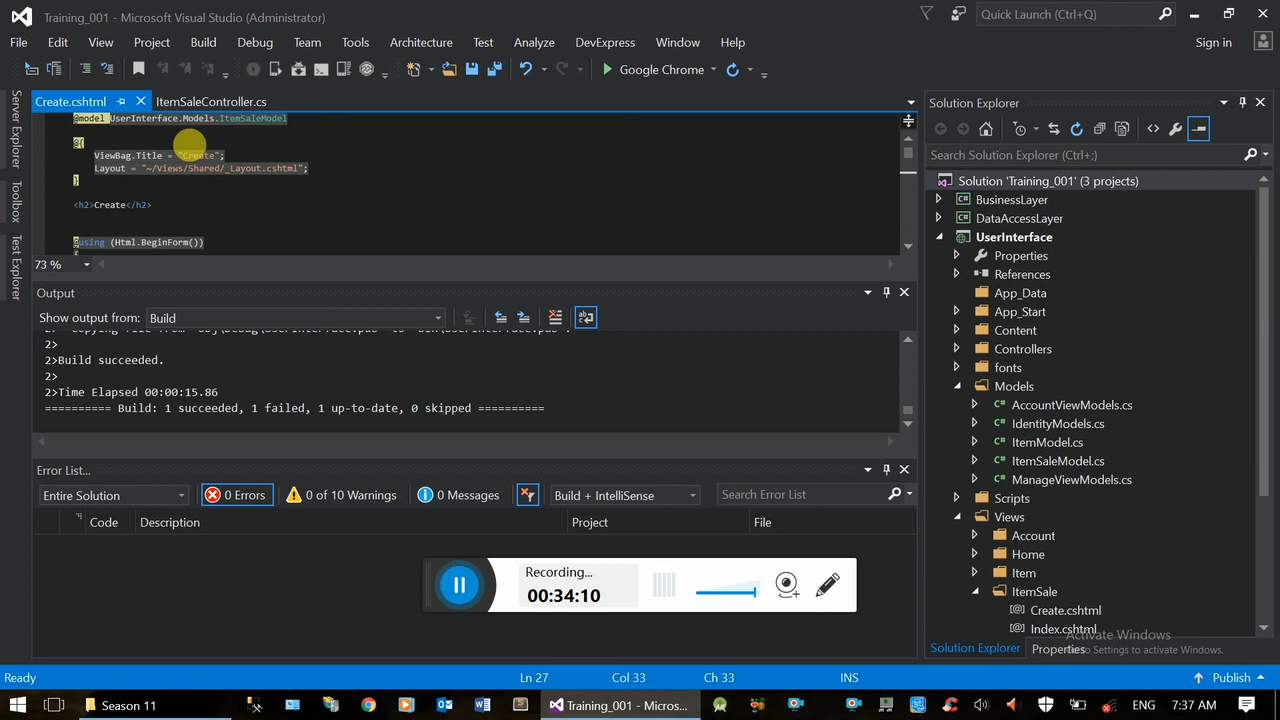 Training_001 - Microsoft Visual Studio (Administrator)
Quick Launch (Ctrl+Q)
File Edit View Project Build Debug Team Tools Architecture Test Analyze DevExpress Window Help
Sign in
Google Chrome
Server Explorer
Toolbox
Test Explorer
Create.cshtml
ItemSaleController.cs
@model UserInterface.Models.ItemSaleModel
@{
ViewBag.Title = "Create";
Layout = "~/Views/Shared/_Layout.cshtml";
}
<h2>Create</h2>
@using (Html.BeginForm())
{
73 %
Output
Show output from: Build
2>
2>Build succeeded.
2>
2>Time Elapsed 00:00:15.86
========== Build: 1 succeeded, 1 failed, 1 up-to-date, 0 skipped ==========
Error List...
Entire Solution
0 Errors
0 of 10 Warnings
0 Messages
Build + IntelliSense
Search Error List
Code Description Project File
Recording...
00:34:10
Solution Explorer
Search Solution Explorer (Ctrl+;)
Solution 'Training_001' (3 projects)
BusinessLayer
DataAccessLayer
UserInterface
Properties
References
App_Data
App_Start
Content
Controllers
fonts
Models
AccountViewModels.cs
IdentityModels.cs
ItemModel.cs
ItemSaleModel.cs
ManageViewModels.cs
Scripts
Views
Account
Home
Item
ItemSale
Create.cshtml
Index.cshtml
Activate Windows
Go to Settings to activate Windows.
Solution Explorer
Properties
Ready
Ln 27
Col 33
Ch 33
INS
Publish
Season 11
Training_001 - Micros...
ENG
7:37 AM